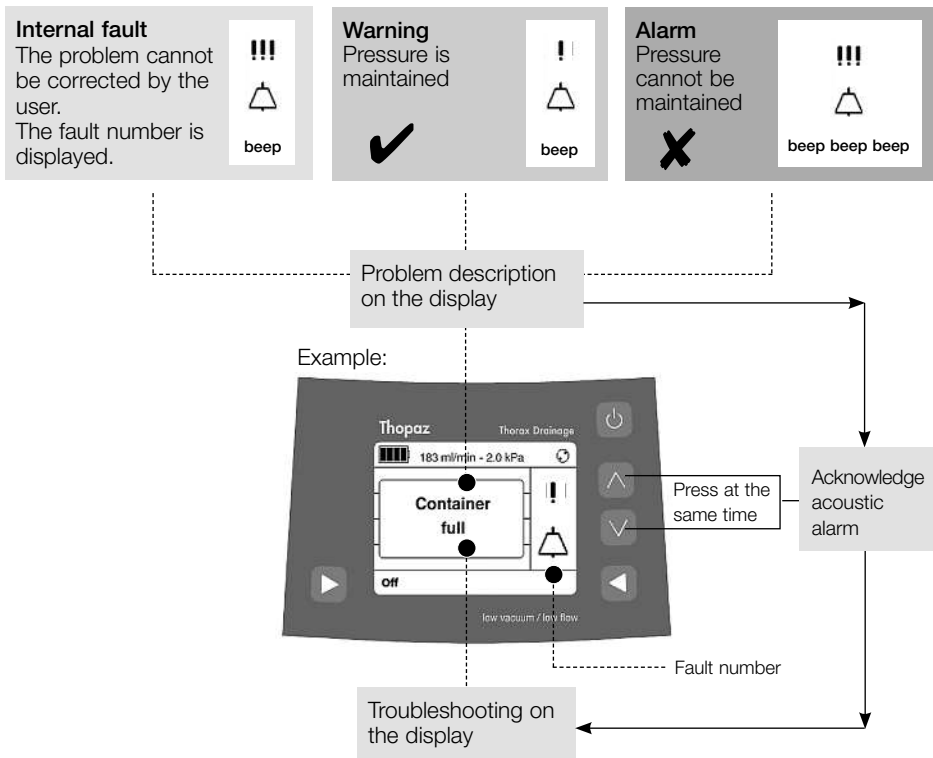 Internal fault
The problem cannot
be corrected by the
user.
The fault number is
displayed.
!!!
beep
Warning
Pressure is
maintained
!
beep
Alarm
Pressure
cannot be
maintained
!!!
beep beep beep
Problem description
on the display
Example:
Thopaz
Thorax Drainage
183 ml/min - 2.0 kPa
Container
full
!!
Off
low vacuum / low flow
Press at the
same time
Acknowledge
acoustic
alarm
Fault number
Troubleshooting on
the display